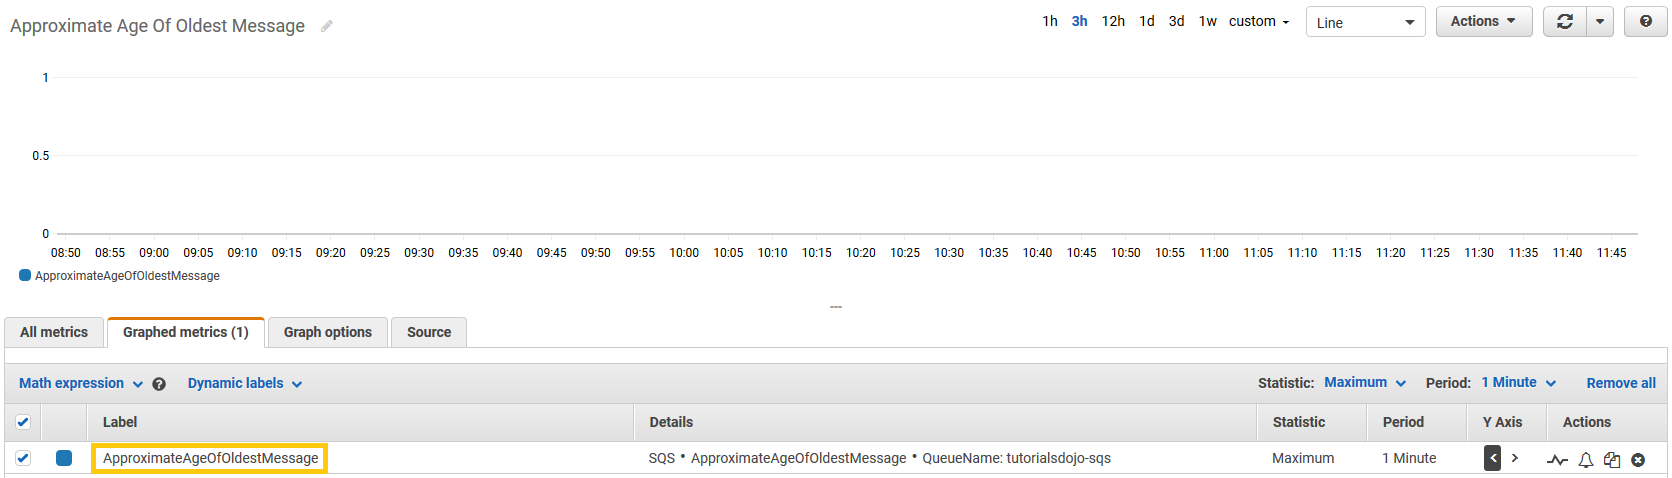 Approximate Age Of Oldest Message
1h 3h 12h 1d 3d 1w custom Line Actions
1
0.5
0
08:50 08:55 09:00 09:05 09:10 09:15 09:20 09:25 09:30 09:35 09:40 09:45 09:50 09:55 10:00 10:05 10:10 10:15 10:20 10:25 10:30 10:35 10:40 10:45 10:50 10:55 11:00 11:05 11:10 11:15 11:20 11:25 11:30 11:35 11:40 11:45
ApproximateAgeOfOldestMessage
All metrics Graphed metrics (1) Graph options Source
Math expression Dynamic labels Statistic: Maximum Period: 1 Minute Remove all
Label Details Statistic Period Y Axis Actions
ApproximateAgeOfOldestMessage SQS • ApproximateAgeOfOldestMessage • QueueName: tutorialsdojo-sqs Maximum 1 Minute < >